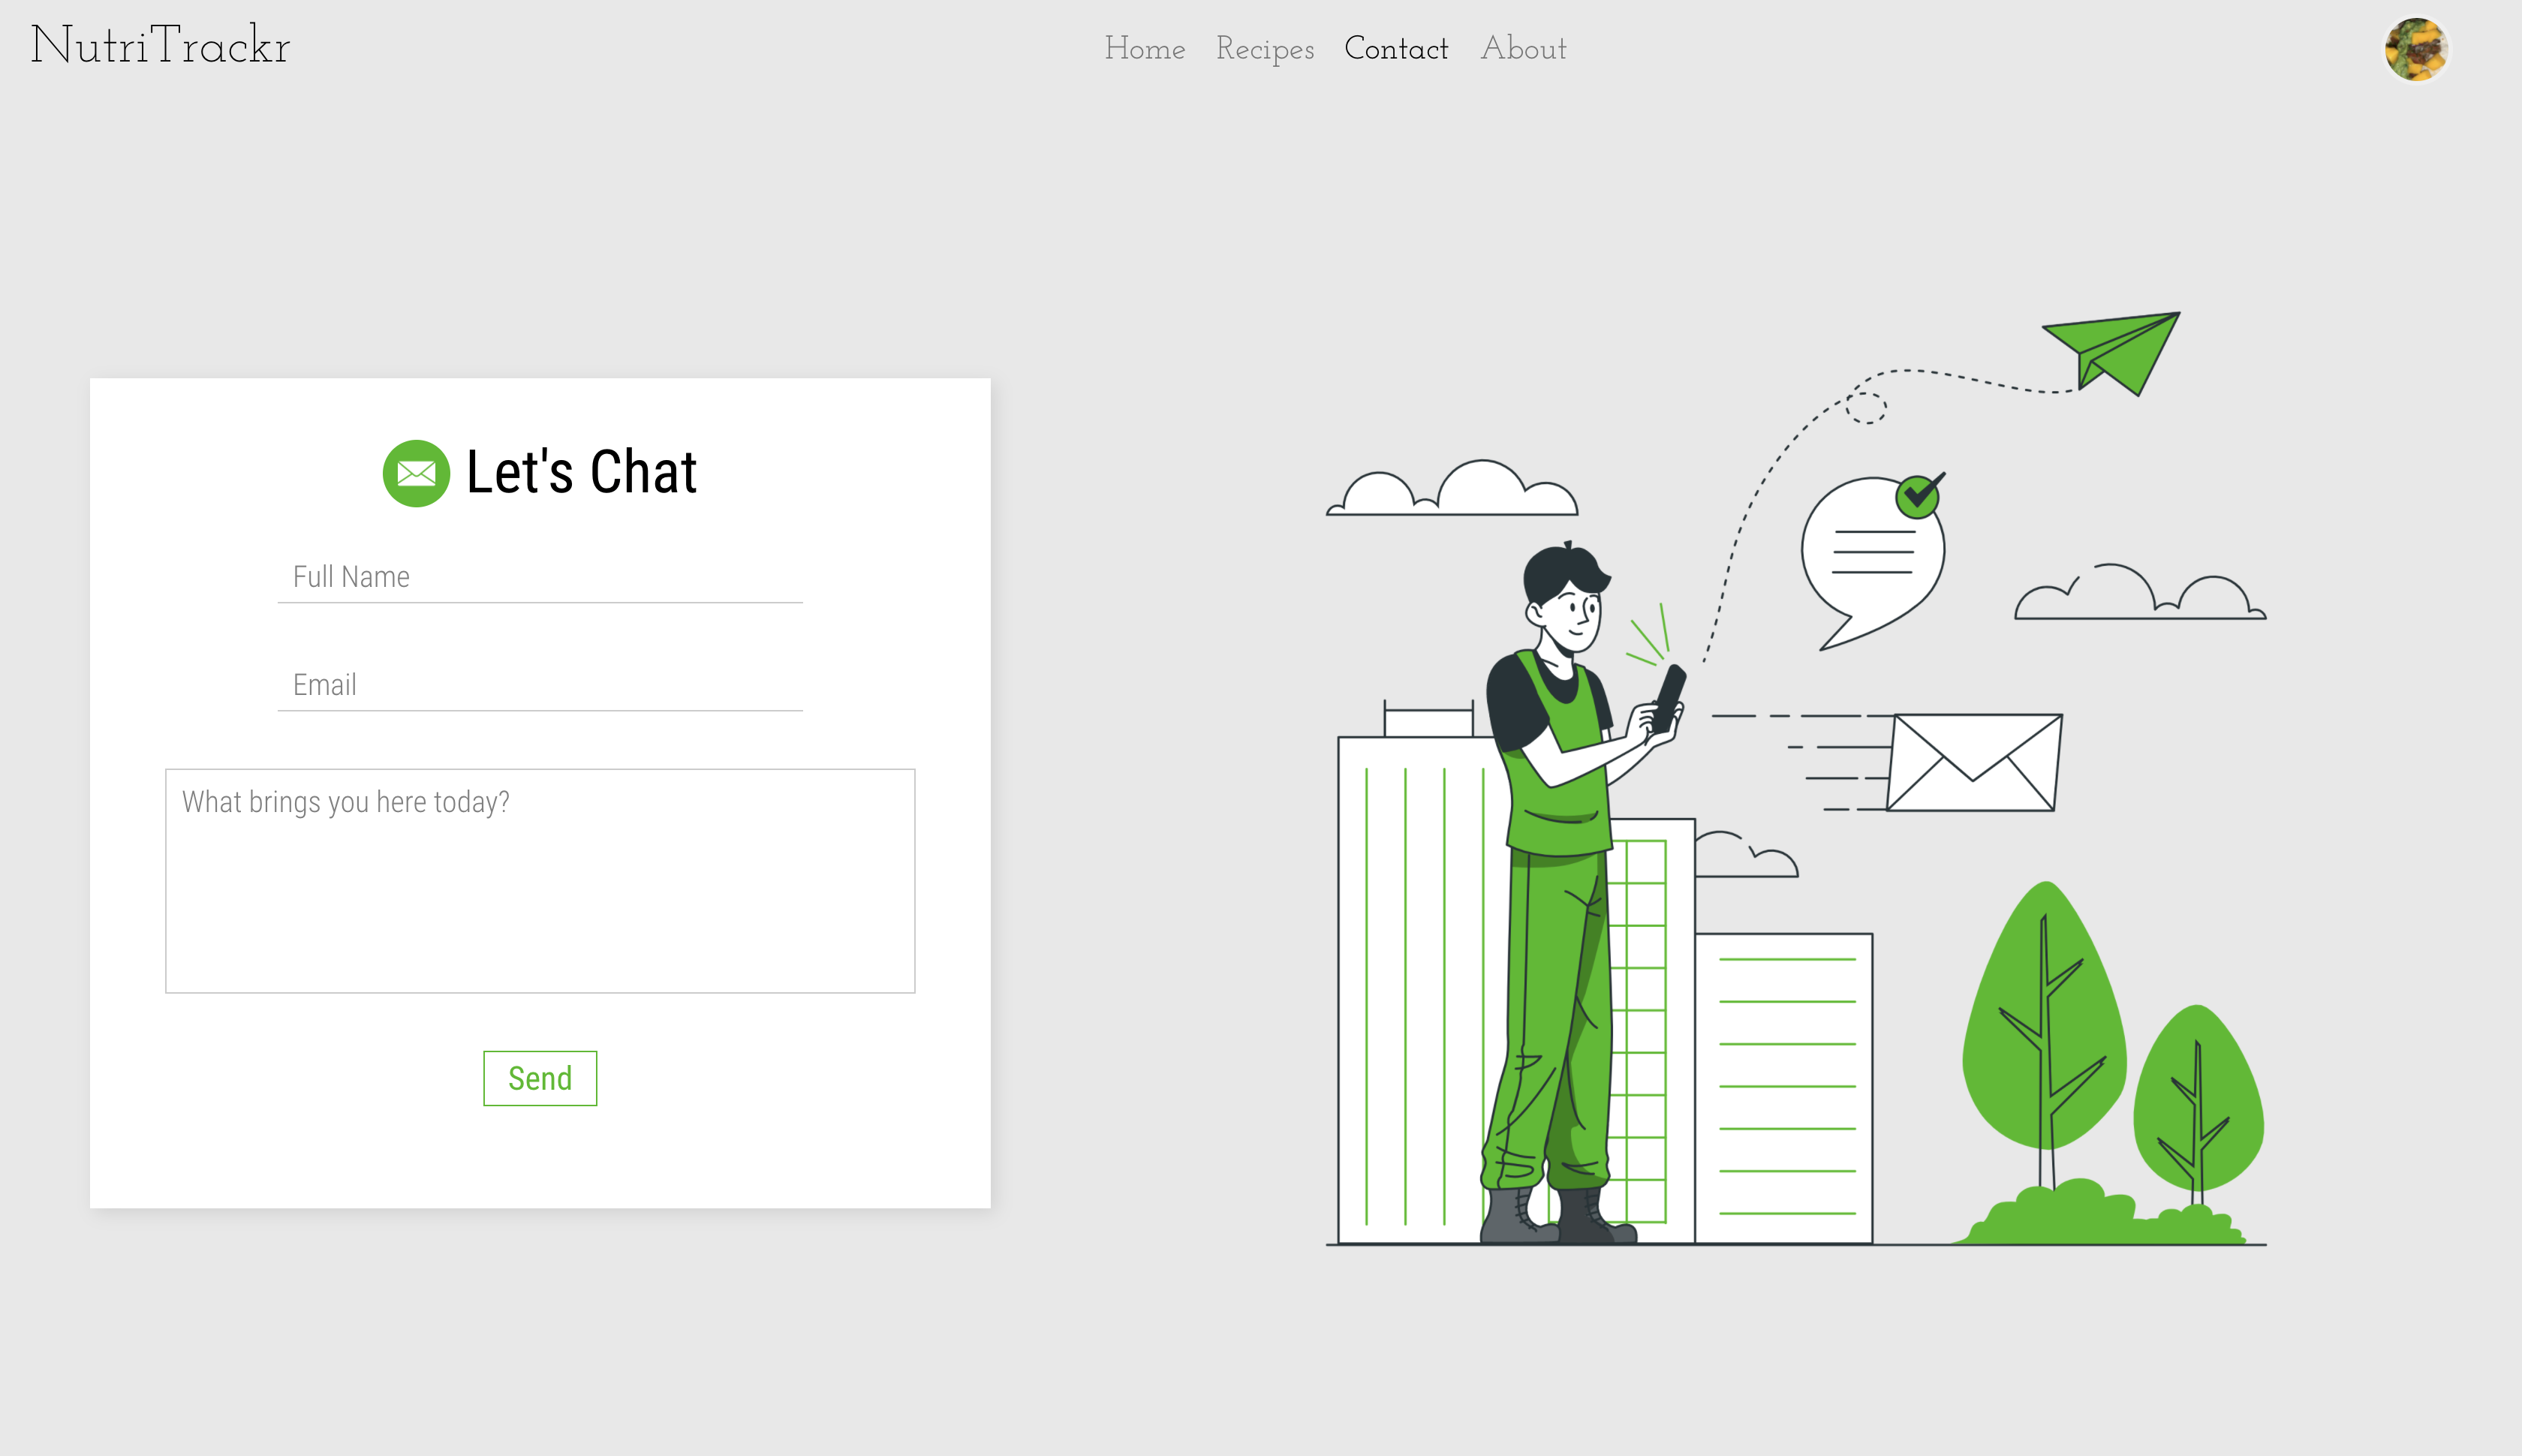 NutriTrackr
Home Recipes Contact About
Let's Chat
Full Name
Email
What brings you here today?
Send